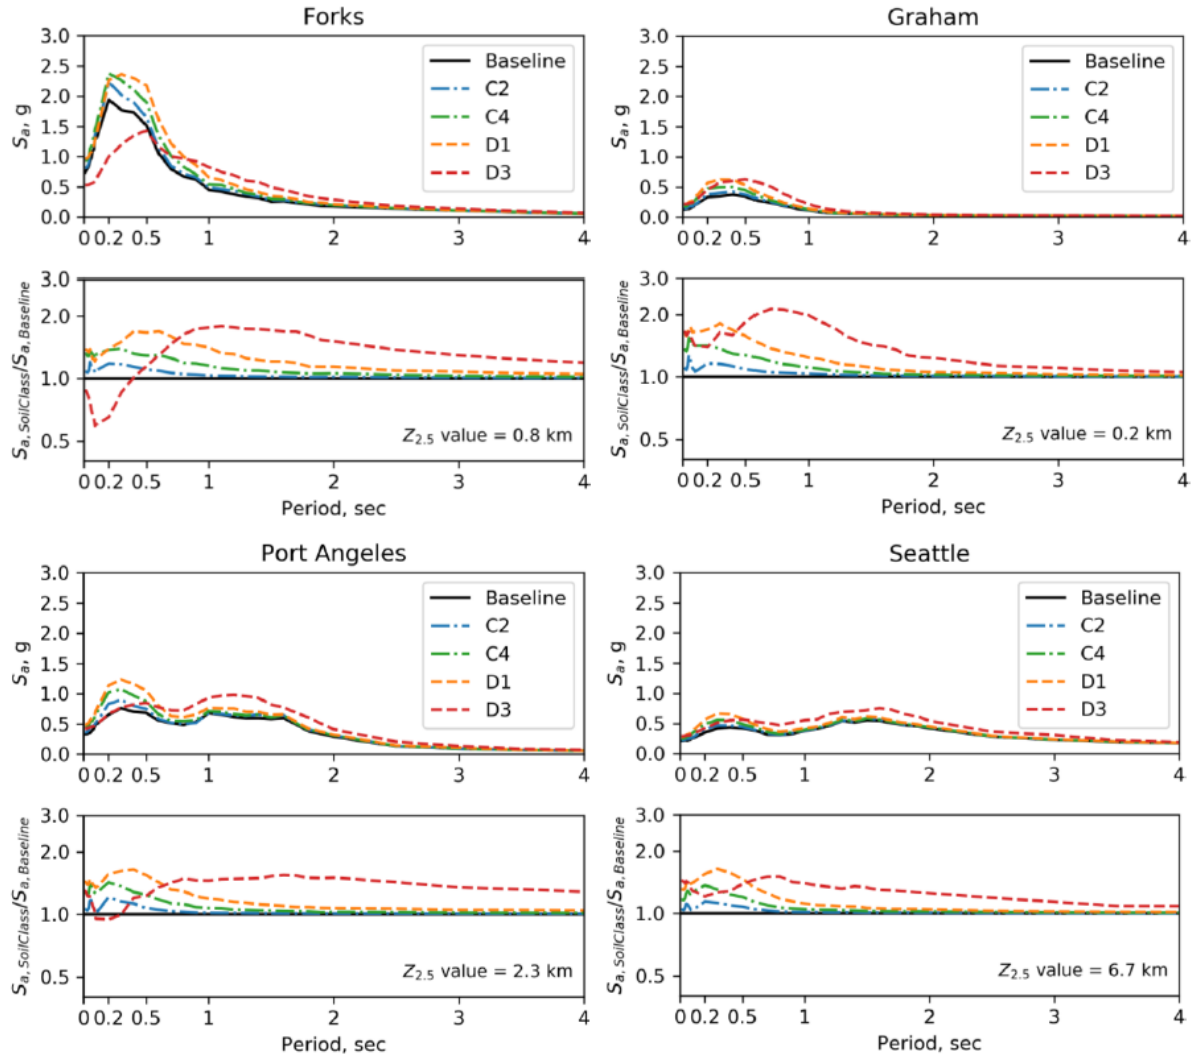 Forks
3.0
2.5
2.0
1.5
1.0
0.5
0.0
Sₐ, g
Baseline
C2
C4
D1
D3
0 0.2 0.5 1 2 3 4
3.0
2.0
1.0
0.5
Sₐ, SoilClass/Sₐ, Baseline
Z2.5 value = 0.8 km
0 0.2 0.5 1 2 3 4
Period, sec
Graham
3.0
2.5
2.0
1.5
1.0
0.5
0.0
Sₐ, g
Baseline
C2
C4
D1
D3
0 0.2 0.5 1 2 3 4
3.0
2.0
1.0
0.5
Sₐ, SoilClass/Sₐ, Baseline
Z2.5 value = 0.2 km
0 0.2 0.5 1 2 3 4
Period, sec
Port Angeles
3.0
2.5
2.0
1.5
1.0
0.5
0.0
Sₐ, g
Baseline
C2
C4
D1
D3
0 0.2 0.5 1 2 3 4
3.0
2.0
1.0
0.5
Sₐ, SoilClass/Sₐ, Baseline
Z2.5 value = 2.3 km
0 0.2 0.5 1 2 3 4
Period, sec
Seattle
3.0
2.5
2.0
1.5
1.0
0.5
0.0
Sₐ, g
Baseline
C2
C4
D1
D3
0 0.2 0.5 1 2 3 4
3.0
2.0
1.0
0.5
Sₐ, SoilClass/Sₐ, Baseline
Z2.5 value = 6.7 km
0 0.2 0.5 1 2 3 4
Period, sec